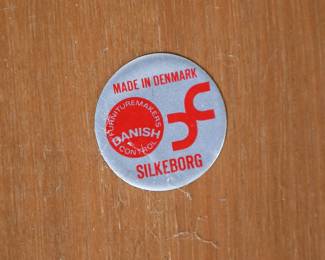 MADE IN DENMARK
FURNITUREMAKERS
DANISH
CONTROL
SILKEBORG